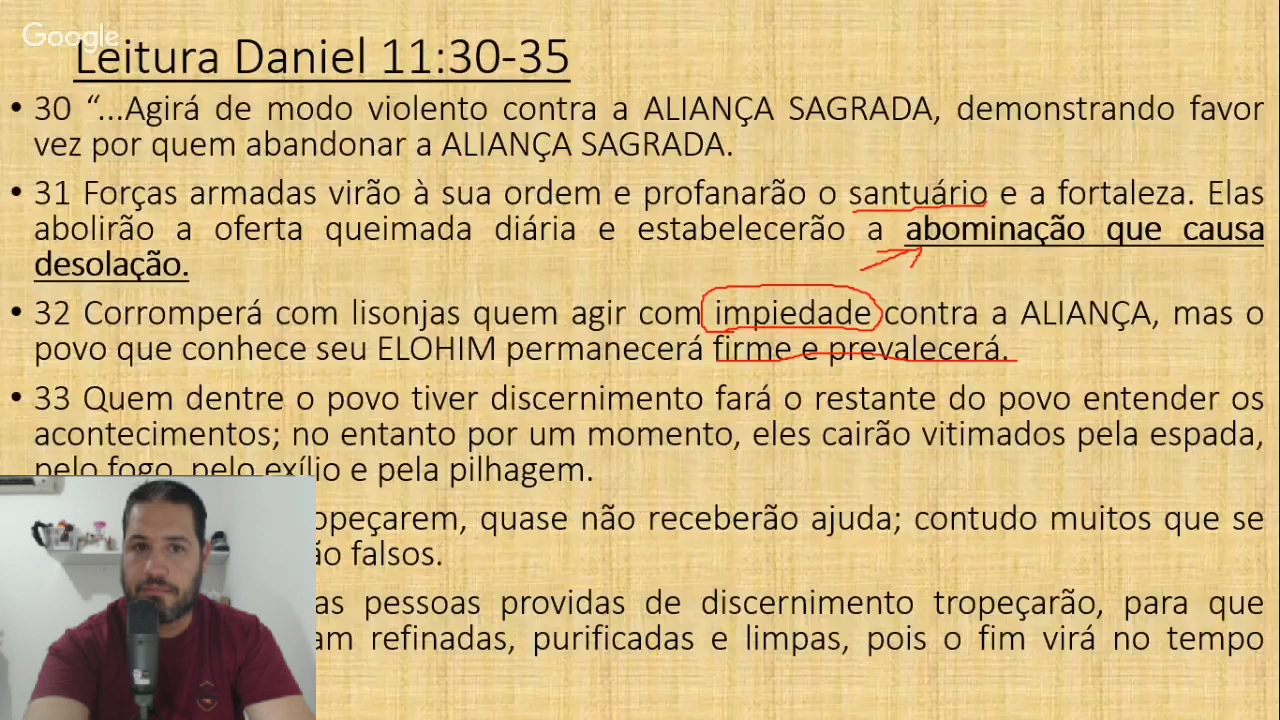 Google
Leitura Daniel 11:30-35
• 30 “...Agirá de modo violento contra a ALIANÇA SAGRADA, demonstrando favor
vez por quem abandonar a ALIANÇA SAGRADA.
• 31 Forças armadas virão à sua ordem e profanarão o santuário e a fortaleza. Elas
abolirão a oferta queimada diária e estabelecerão a abominação que causa
desolação.
• 32 Corromperá com lisonjas quem agir com impiedade contra a ALIANÇA, mas o
povo que conhece seu ELOHIM permanecerá firme e prevalecerá.
• 33 Quem dentre o povo tiver discernimento fará o restante do povo entender os
acontecimentos; no entanto por um momento, eles cairão vitimados pela espada,
pelo fogo, pelo exílio e pela pilhagem.
opeçarem, quase não receberão ajuda; contudo muitos que se
ão falsos.
as pessoas providas de discernimento tropeçarão, para que
am refinadas, purificadas e limpas, pois o fim virá no tempo